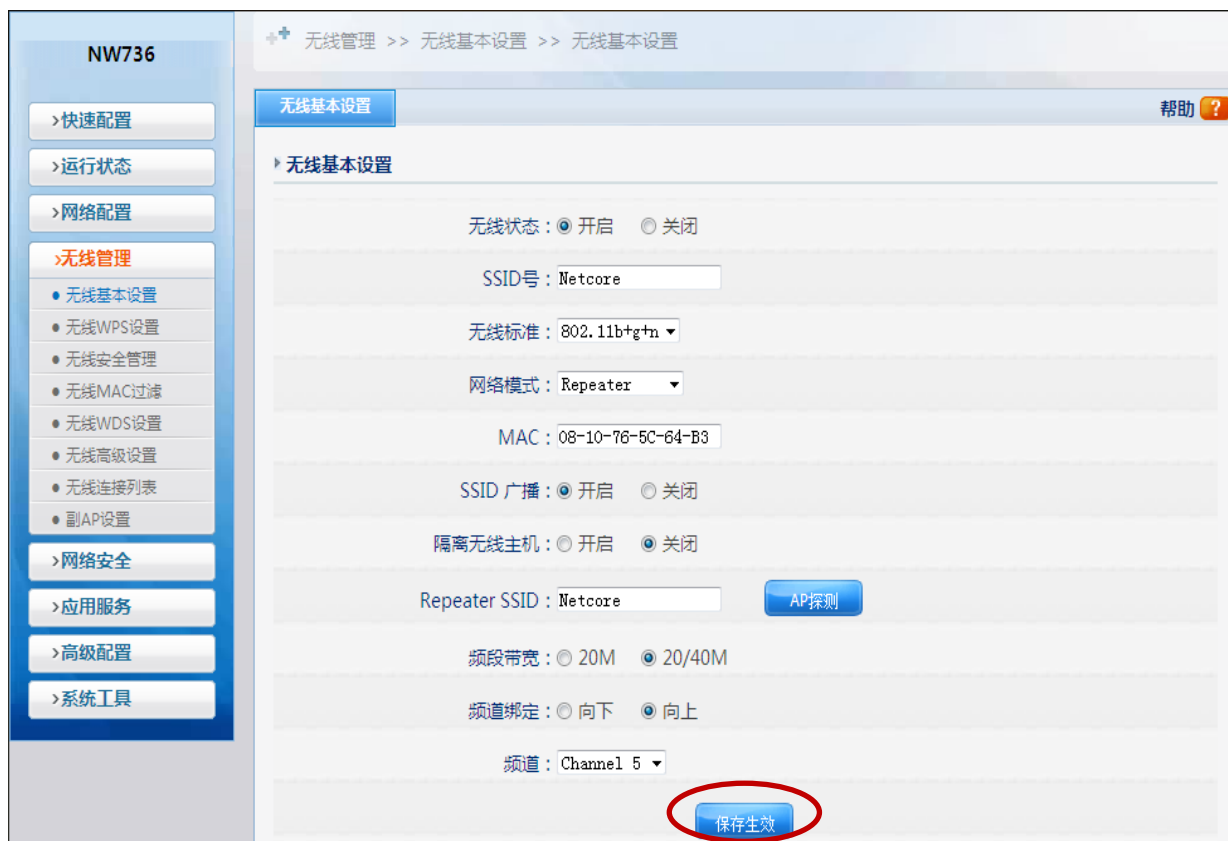 NW736
›快速配置
›运行状态
›网络配置
›无线管理
● 无线基本设置
● 无线WPS设置
● 无线安全管理
● 无线MAC过滤
● 无线WDS设置
● 无线高级设置
● 无线连接列表
● 副AP设置
›网络安全
›应用服务
›高级配置
›系统工具
无线管理 >> 无线基本设置 >> 无线基本设置
无线基本设置
帮助 ?
无线基本设置
无线状态：开启 关闭
SSID号：Netcore
无线标准：802.11b+g+n
网络模式：Repeater
MAC：08-10-76-5C-64-B3
SSID 广播：开启 关闭
隔离无线主机：开启 关闭
Repeater SSID：Netcore AP探测
频段带宽：20M 20/40M
频道绑定：向下 向上
频道：Channel 5
保存生效